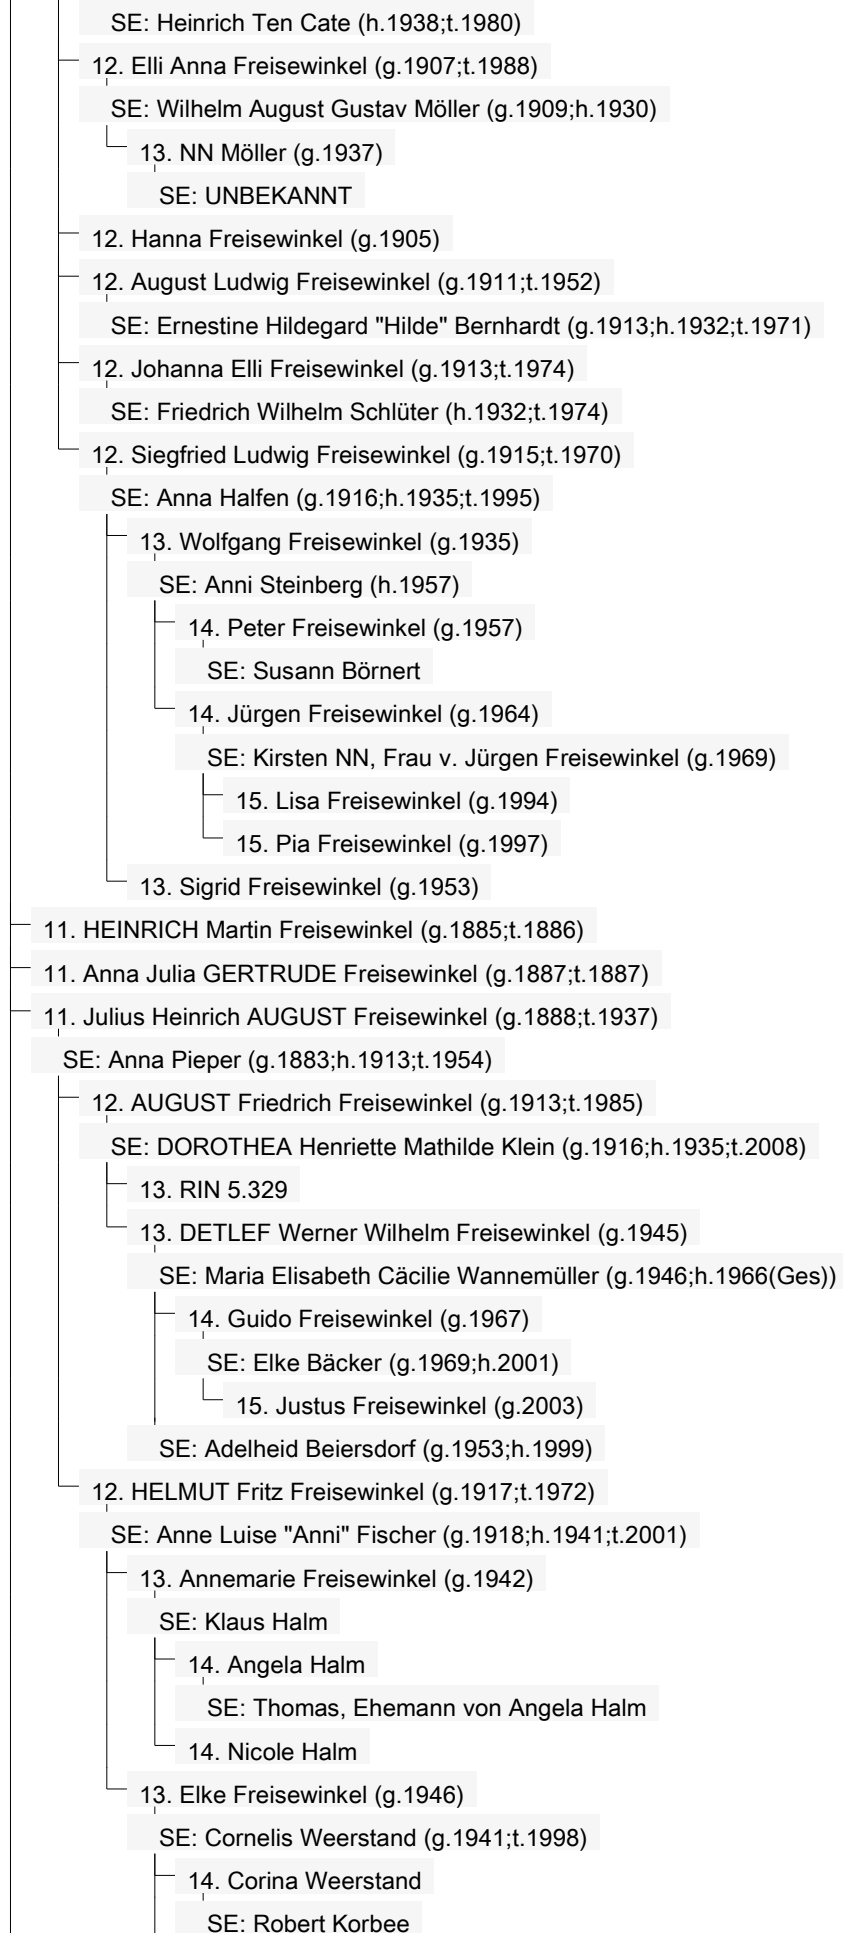 SE: Heinrich Ten Cate (h.1938;t.1980)
12. Elli Anna Freisewinkel (g.1907;t.1988)
SE: Wilhelm August Gustav Möller (g.1909;h.1930)
13. NN Möller (g.1937)
SE: UNBEKANNT
12. Hanna Freisewinkel (g.1905)
12. August Ludwig Freisewinkel (g.1911;t.1952)
SE: Ernestine Hildegard "Hilde" Bernhardt (g.1913;h.1932;t.1971)
12. Johanna Elli Freisewinkel (g.1913;t.1974)
SE: Friedrich Wilhelm Schlüter (h.1932;t.1974)
12. Siegfried Ludwig Freisewinkel (g.1915;t.1970)
SE: Anna Halfen (g.1916;h.1935;t.1995)
13. Wolfgang Freisewinkel (g.1935)
SE: Anni Steinberg (h.1957)
14. Peter Freisewinkel (g.1957)
SE: Susann Börnert
14. Jürgen Freisewinkel (g.1964)
SE: Kirsten NN, Frau v. Jürgen Freisewinkel (g.1969)
15. Lisa Freisewinkel (g.1994)
15. Pia Freisewinkel (g.1997)
13. Sigrid Freisewinkel (g.1953)
11. HEINRICH Martin Freisewinkel (g.1885;t.1886)
11. Anna Julia GERTRUDE Freisewinkel (g.1887;t.1887)
11. Julius Heinrich AUGUST Freisewinkel (g.1888;t.1937)
SE: Anna Pieper (g.1883;h.1913;t.1954)
12. AUGUST Friedrich Freisewinkel (g.1913;t.1985)
SE: DOROTHEA Henriette Mathilde Klein (g.1916;h.1935;t.2008)
13. RIN 5.329
13. DETLEF Werner Wilhelm Freisewinkel (g.1945)
SE: Maria Elisabeth Cäcilie Wannemüller (g.1946;h.1966(Ges))
14. Guido Freisewinkel (g.1967)
SE: Elke Bäcker (g.1969;h.2001)
15. Justus Freisewinkel (g.2003)
SE: Adelheid Beiersdorf (g.1953;h.1999)
12. HELMUT Fritz Freisewinkel (g.1917;t.1972)
SE: Anne Luise "Anni" Fischer (g.1918;h.1941;t.2001)
13. Annemarie Freisewinkel (g.1942)
SE: Klaus Halm
14. Angela Halm
SE: Thomas, Ehemann von Angela Halm
14. Nicole Halm
13. Elke Freisewinkel (g.1946)
SE: Cornelis Weerstand (g.1941;t.1998)
14. Corina Weerstand
SE: Robert Korbee